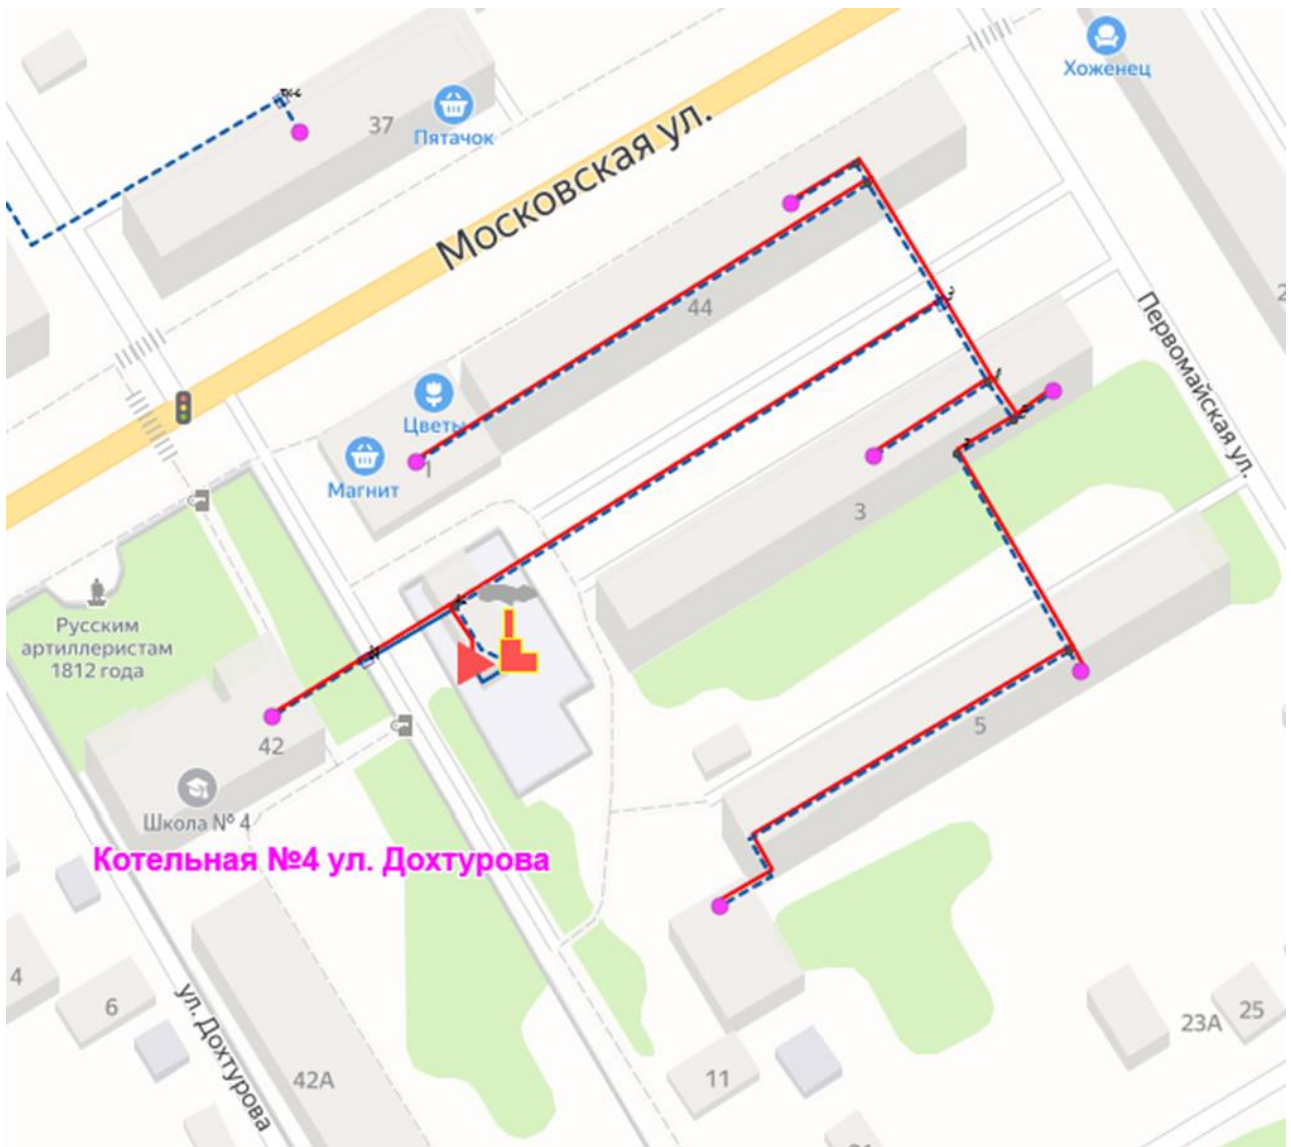 Хоженец
37
Пятачок
Московская ул.
44
Первомайская ул.
Цветы
Магнит
1
3
Русским
артиллеристам
1812 года
5
42
Школа № 4
Котельная №4 ул. Дохтурова
4
6
ул. Дохтурова
42А
11
23А
25